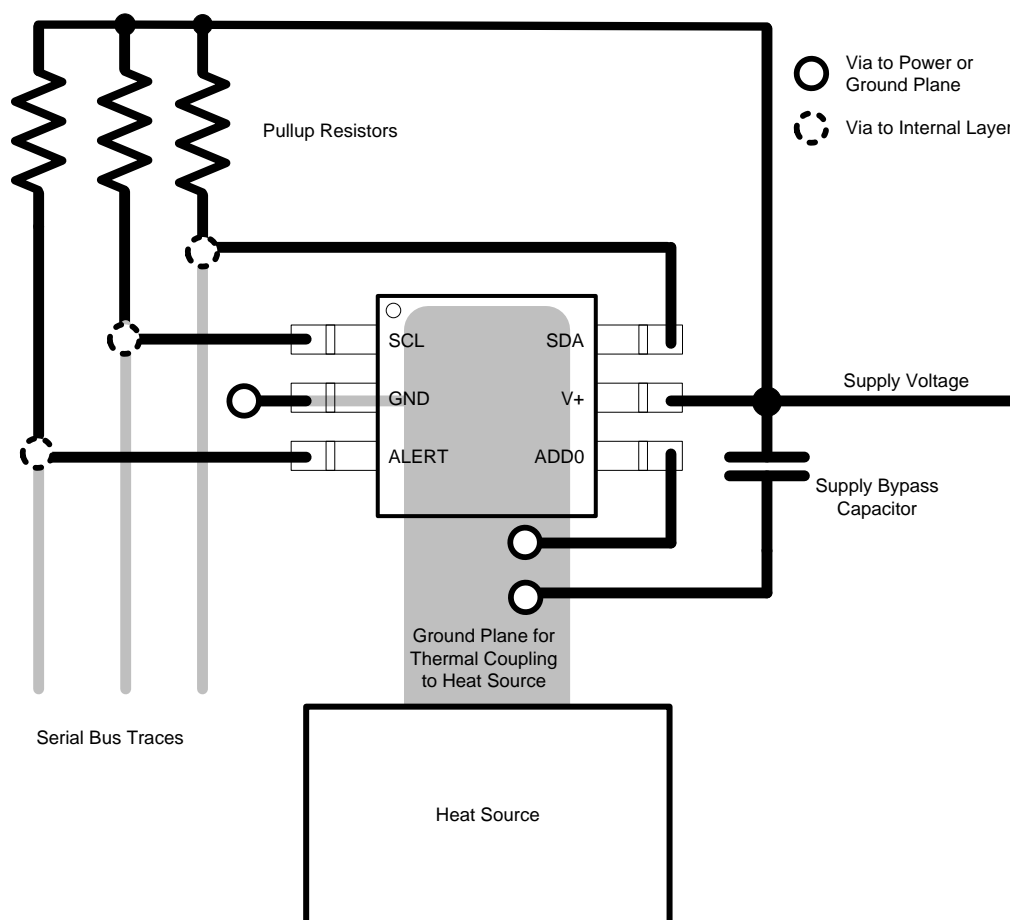 Via to Power or
Ground Plane
Via to Internal Layer
Pullup Resistors
SCL
SDA
GND
V+
ALERT
ADD0
Supply Voltage
Supply Bypass
Capacitor
Ground Plane for
Thermal Coupling
to Heat Source
Serial Bus Traces
Heat Source